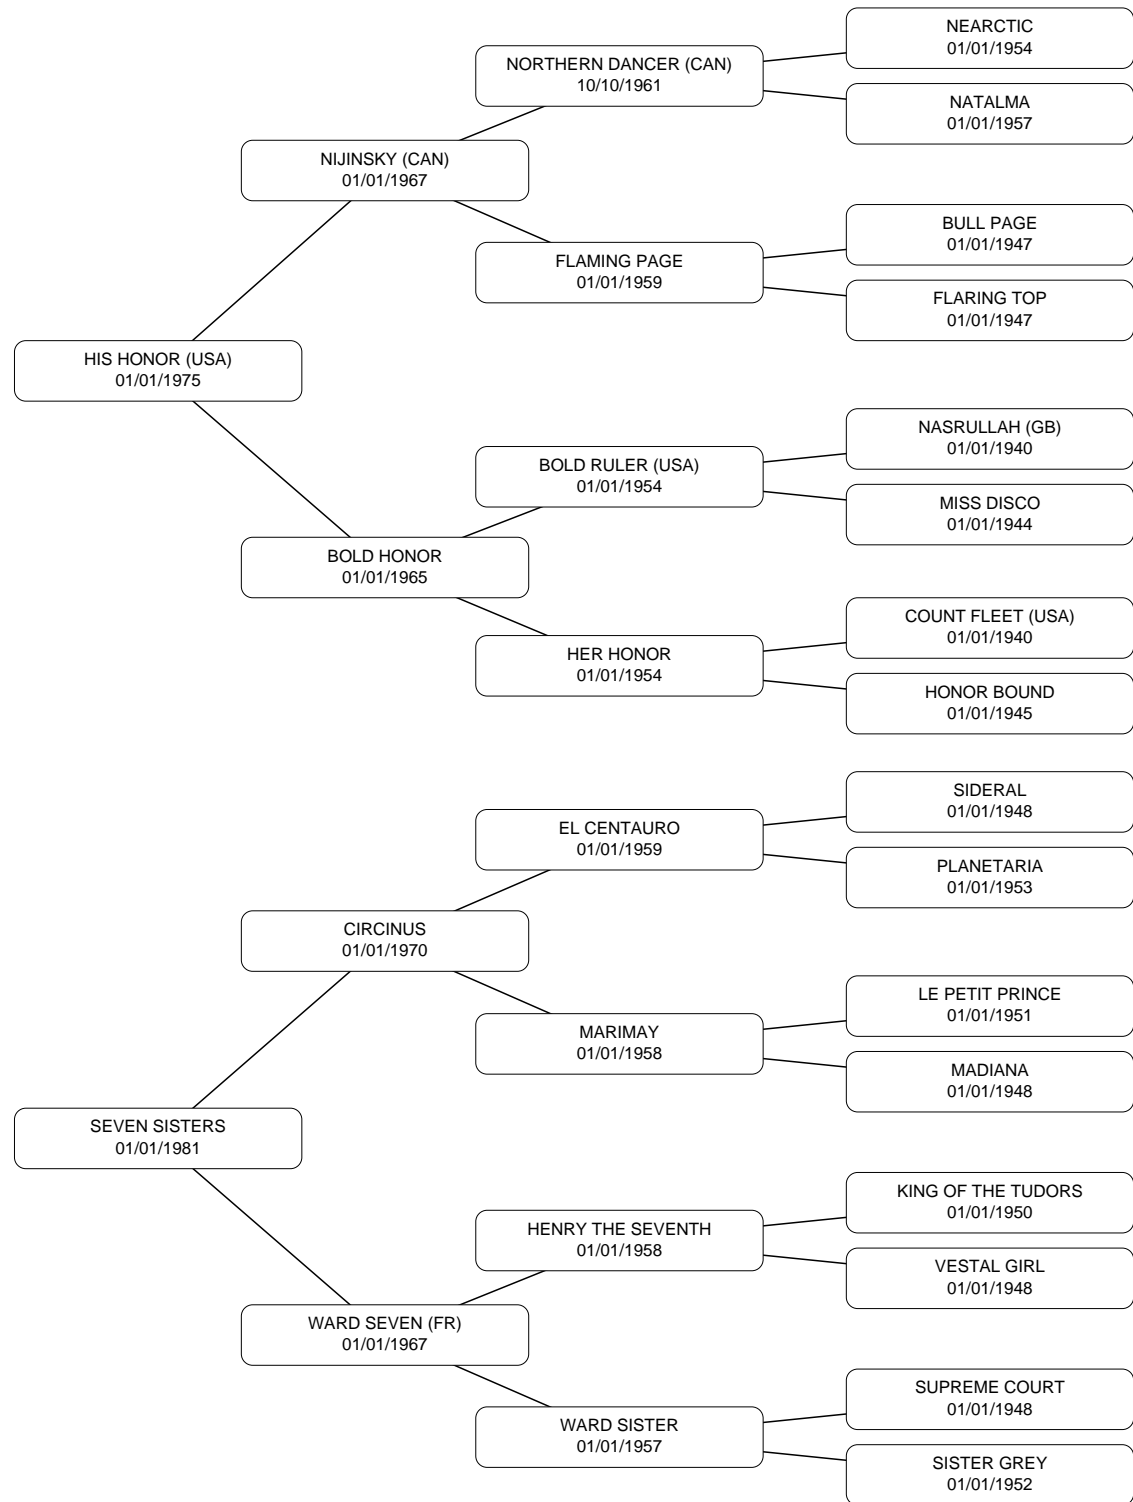 NEARCTIC
01/01/1954
NORTHERN DANCER (CAN)
10/10/1961
NATALMA
01/01/1957
NIJINSKY (CAN)
01/01/1967
BULL PAGE
01/01/1947
FLAMING PAGE
01/01/1959
FLARING TOP
01/01/1947
HIS HONOR (USA)
01/01/1975
NASRULLAH (GB)
01/01/1940
BOLD RULER (USA)
01/01/1954
MISS DISCO
01/01/1944
BOLD HONOR
01/01/1965
COUNT FLEET (USA)
01/01/1940
HER HONOR
01/01/1954
HONOR BOUND
01/01/1945
SIDERAL
01/01/1948
EL CENTAURO
01/01/1959
PLANETARIA
01/01/1953
CIRCINUS
01/01/1970
LE PETIT PRINCE
01/01/1951
MARIMAY
01/01/1958
MADIANA
01/01/1948
SEVEN SISTERS
01/01/1981
KING OF THE TUDORS
01/01/1950
HENRY THE SEVENTH
01/01/1958
VESTAL GIRL
01/01/1948
WARD SEVEN (FR)
01/01/1967
SUPREME COURT
01/01/1948
WARD SISTER
01/01/1957
SISTER GREY
01/01/1952